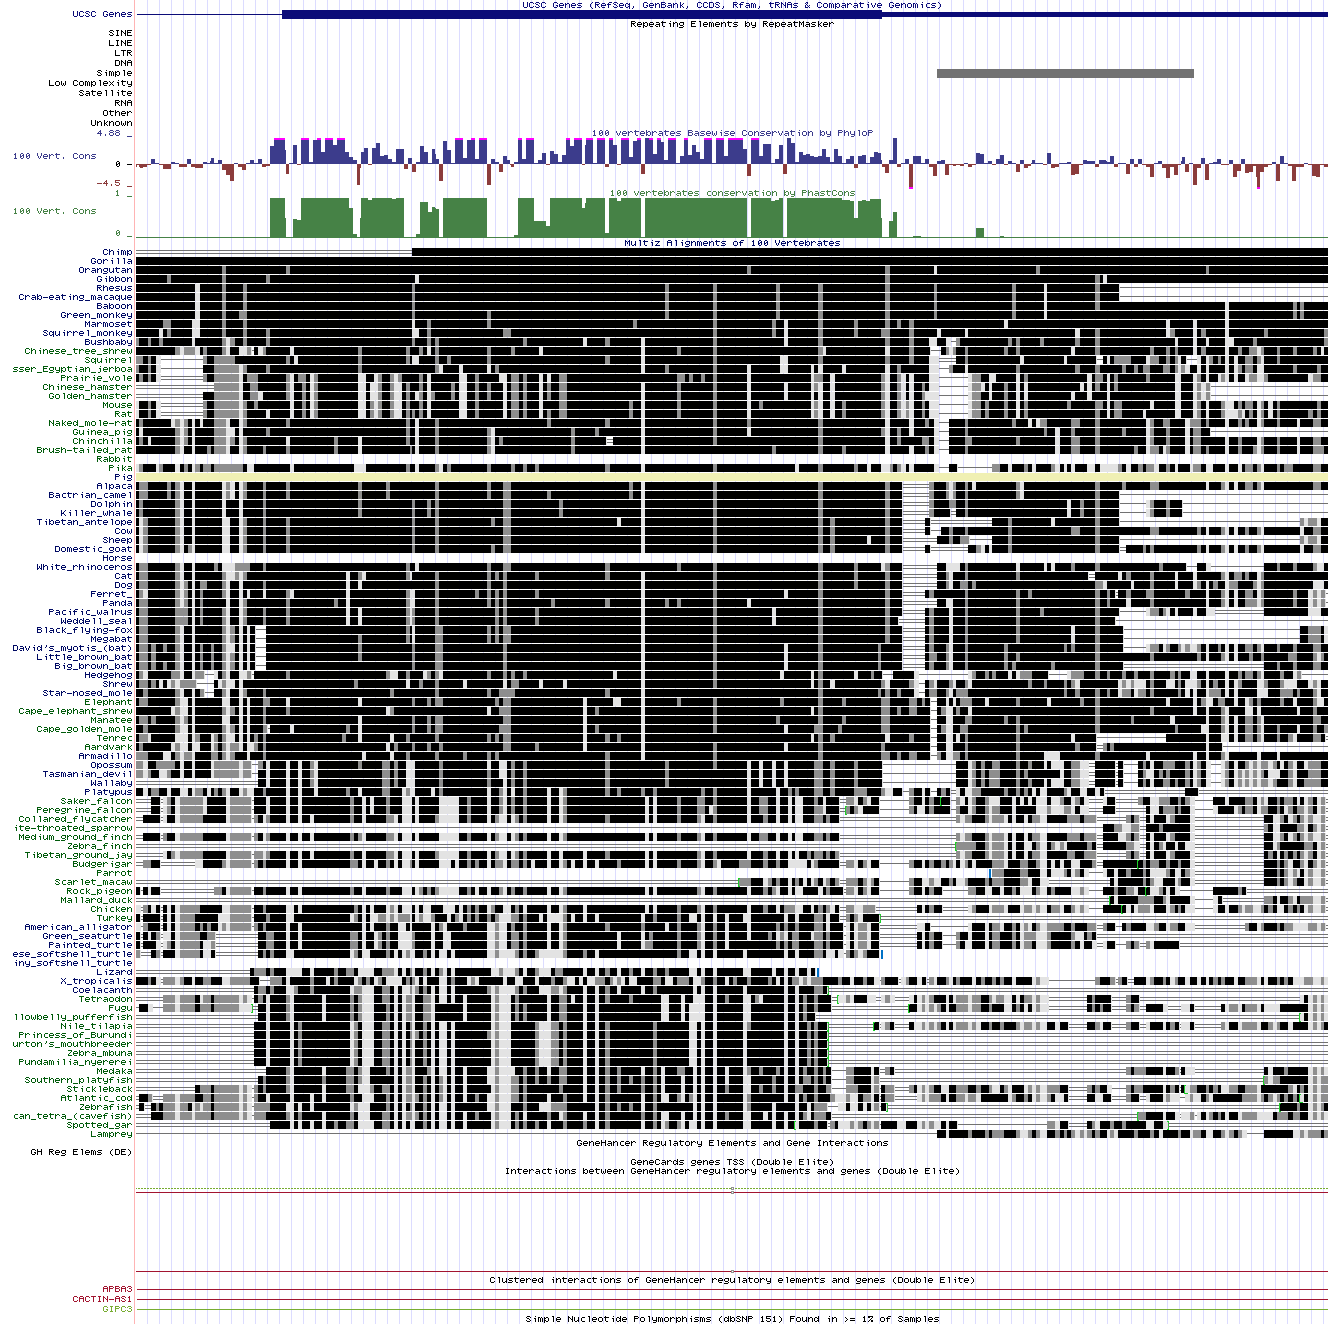 UCSC Genes (RefSeq, GenBank, CCDS, Rfam, tRNAs & Comparative Genomics)
UCSC Genes
Repeating Elements by RepeatMasker
SINE
LINE
LTR
DNA
Simple
Low Complexity
Satellite
RNA
Other
Unknown
100 vertebrates Basewise Conservation by PhyloP
4.88 _
100 Vert. Cons
0 _
-4.5 _
100 vertebrates conservation by PhastCons
1 _
100 Vert. Cons
0 _
Multiz Alignments of 100 Vertebrates
Chimp
Gorilla
Orangutan
Gibbon
Rhesus
Crab-eating_macaque
Baboon
Green_monkey
Marmoset
Squirrel_monkey
Bushbaby
Chinese_tree_shrew
Squirrel
sser_Egyptian_jerboa
Prairie_vole
Chinese_hamster
Golden_hamster
Mouse
Rat
Naked_mole-rat
Guinea_pig
Chinchilla
Brush-tailed_rat
Rabbit
Pika
Pig
Alpaca
Bactrian_camel
Dolphin
Killer_whale
Tibetan_antelope
Cow
Sheep
Domestic_goat
Horse
White_rhinoceros
Cat
Dog
Ferret_
Panda
Pacific_walrus
Weddell_seal
Black_flying-fox
Megabat
David's_myotis_(bat)
Little_brown_bat
Big_brown_bat
Hedgehog
Shrew
Star-nosed_mole
Elephant
Cape_elephant_shrew
Manatee
Cape_golden_mole
Tenrec
Aardvark
Armadillo
Opossum
Tasmanian_devil
Wallaby
Platypus
Saker_falcon
Peregrine_falcon
Collared_flycatcher
ite-throated_sparrow
Medium_ground_finch
Zebra_finch
Tibetan_ground_jay
Budgerigar
Parrot
Scarlet_macaw
Rock_pigeon
Mallard_duck
Chicken
Turkey
American_alligator
Green_seaturtle
Painted_turtle
ese_softshell_turtle
iny_softshell_turtle
Lizard
X_tropicalis
Coelacanth
Tetraodon
Fugu
llowbelly_pufferfish
Nile_tilapia
Princess_of_Burundi
urton's_mouthbreeder
Zebra_mbuna
Pundamilia_nyererei
Medaka
Southern_platyfish
Stickleback
Atlantic_cod
Zebrafish
can_tetra_(cavefish)
Spotted_gar
Lamprey
GeneHancer Regulatory Elements and Gene Interactions
GH Reg Elems (DE)
GeneCards genes TSS (Double Elite)
Interactions between GeneHancer regulatory elements and genes (Double Elite)
Clustered interactions of GeneHancer regulatory elements and genes (Double Elite)
APBA3
CACTIN-AS1
GIPC3
Simple Nucleotide Polymorphisms (dbSNP 151) Found in >= 1% of Samples